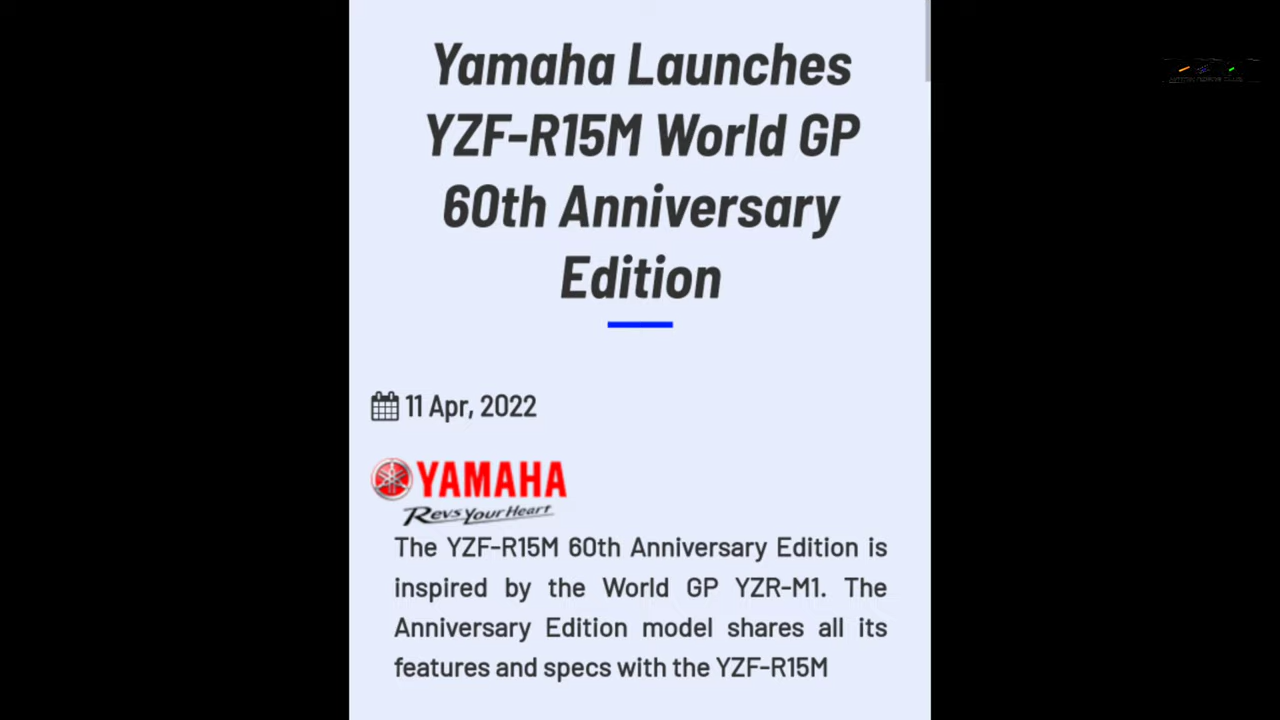 Yamaha Launches
YZF-R15M World GP
60th Anniversary
Edition
11 Apr, 2022
YAMAHA
Revs Your Heart
The YZF-R15M 60th Anniversary Edition is
inspired by the World GP YZR-M1. The
Anniversary Edition model shares all its
features and specs with the YZF-R15M